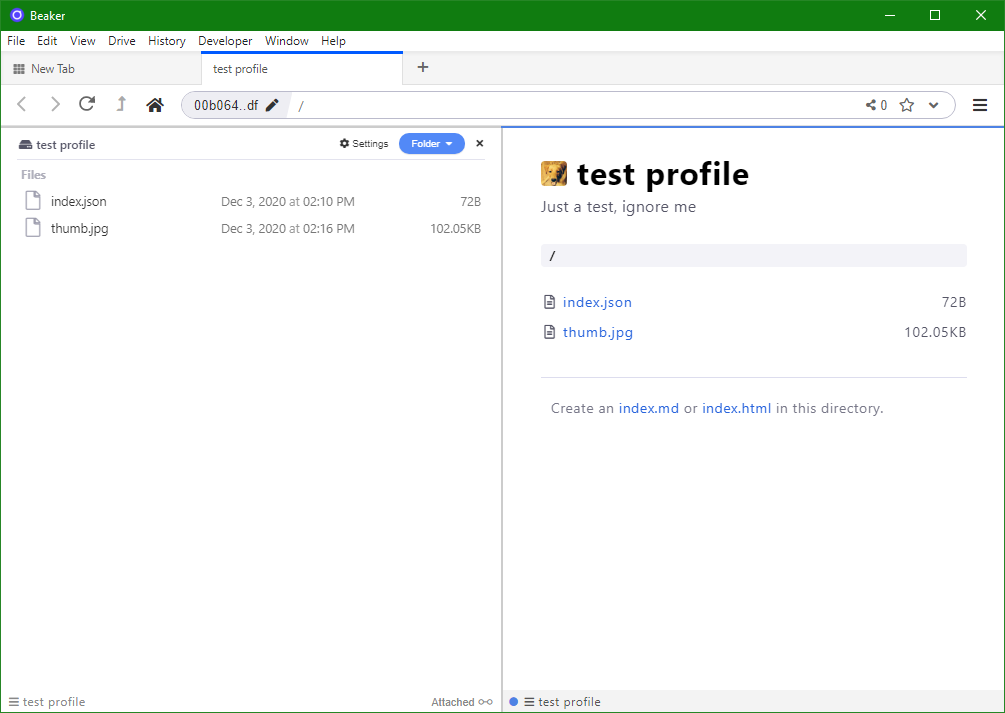 Beaker
File Edit View Drive History Developer Window Help
New Tab
test profile
+
00b064..df
/
0
test profile
Settings
Folder
×
Files
index.json Dec 3, 2020 at 02:10 PM 72B
thumb.jpg Dec 3, 2020 at 02:16 PM 102.05KB
test profile
Attached
test profile
Just a test, ignore me
/
index.json 72B
thumb.jpg 102.05KB
Create an index.md or index.html in this directory.
test profile